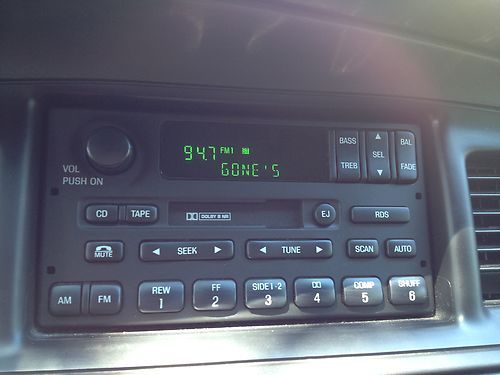 94.7 FM1
GONE'S
VOL
PUSH ON
BASS
TREB
SEL
BAL
FADE
CD TAPE
DOLBY B NR
EJ
RDS
MUTE
SEEK
TUNE
SCAN
AUTO
AM FM
REW
1
FF
2
SIDE 1-2
3
4
COMP
5
SHUFF
6